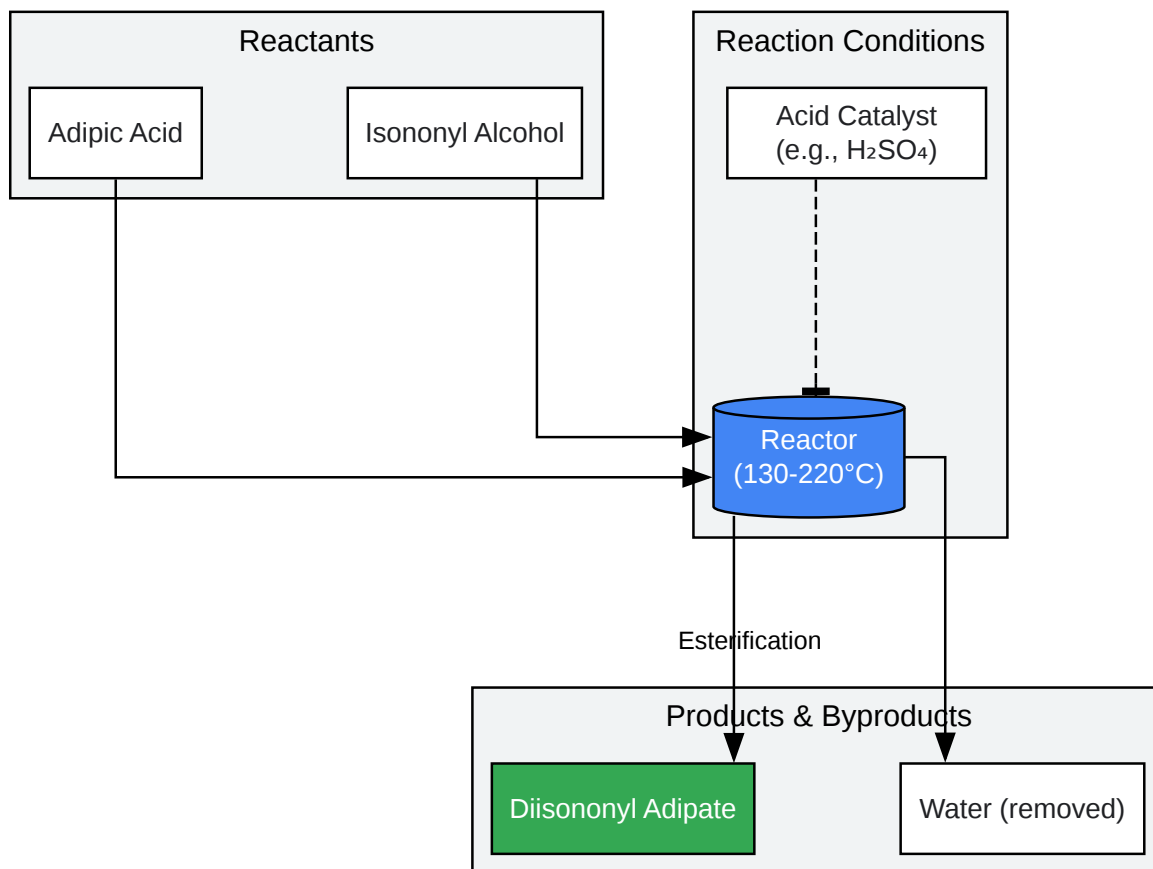 Reactants
Reaction Conditions
Adipic Acid
Isononyl Alcohol
Acid Catalyst
(e.g., H₂SO₄)
Reactor
(130-220°C)
Esterification
Products & Byproducts
Diisononyl Adipate
Water (removed)